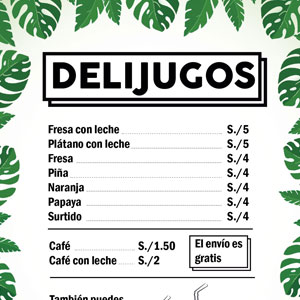 DELIJUGOS
Fresa con leche S./5
Plátano con leche S./5
Fresa S./4
Piña S./4
Naranja S./4
Papaya S./4
Surtido S./4
Café S./1.50
Café con leche S./2
El envío es
gratis
También puedes